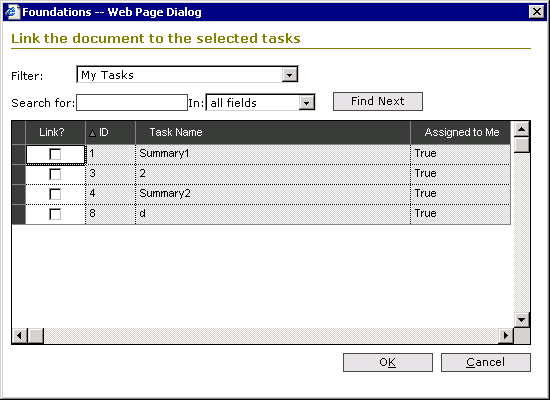 Foundations -- Web Page Dialog
Link the document to the selected tasks
Filter: My Tasks
Search for: In: all fields Find Next
Link? ID Task Name Assigned to Me
1 Summary1 True
3 2 True
4 Summary2 True
8 d True
OK Cancel